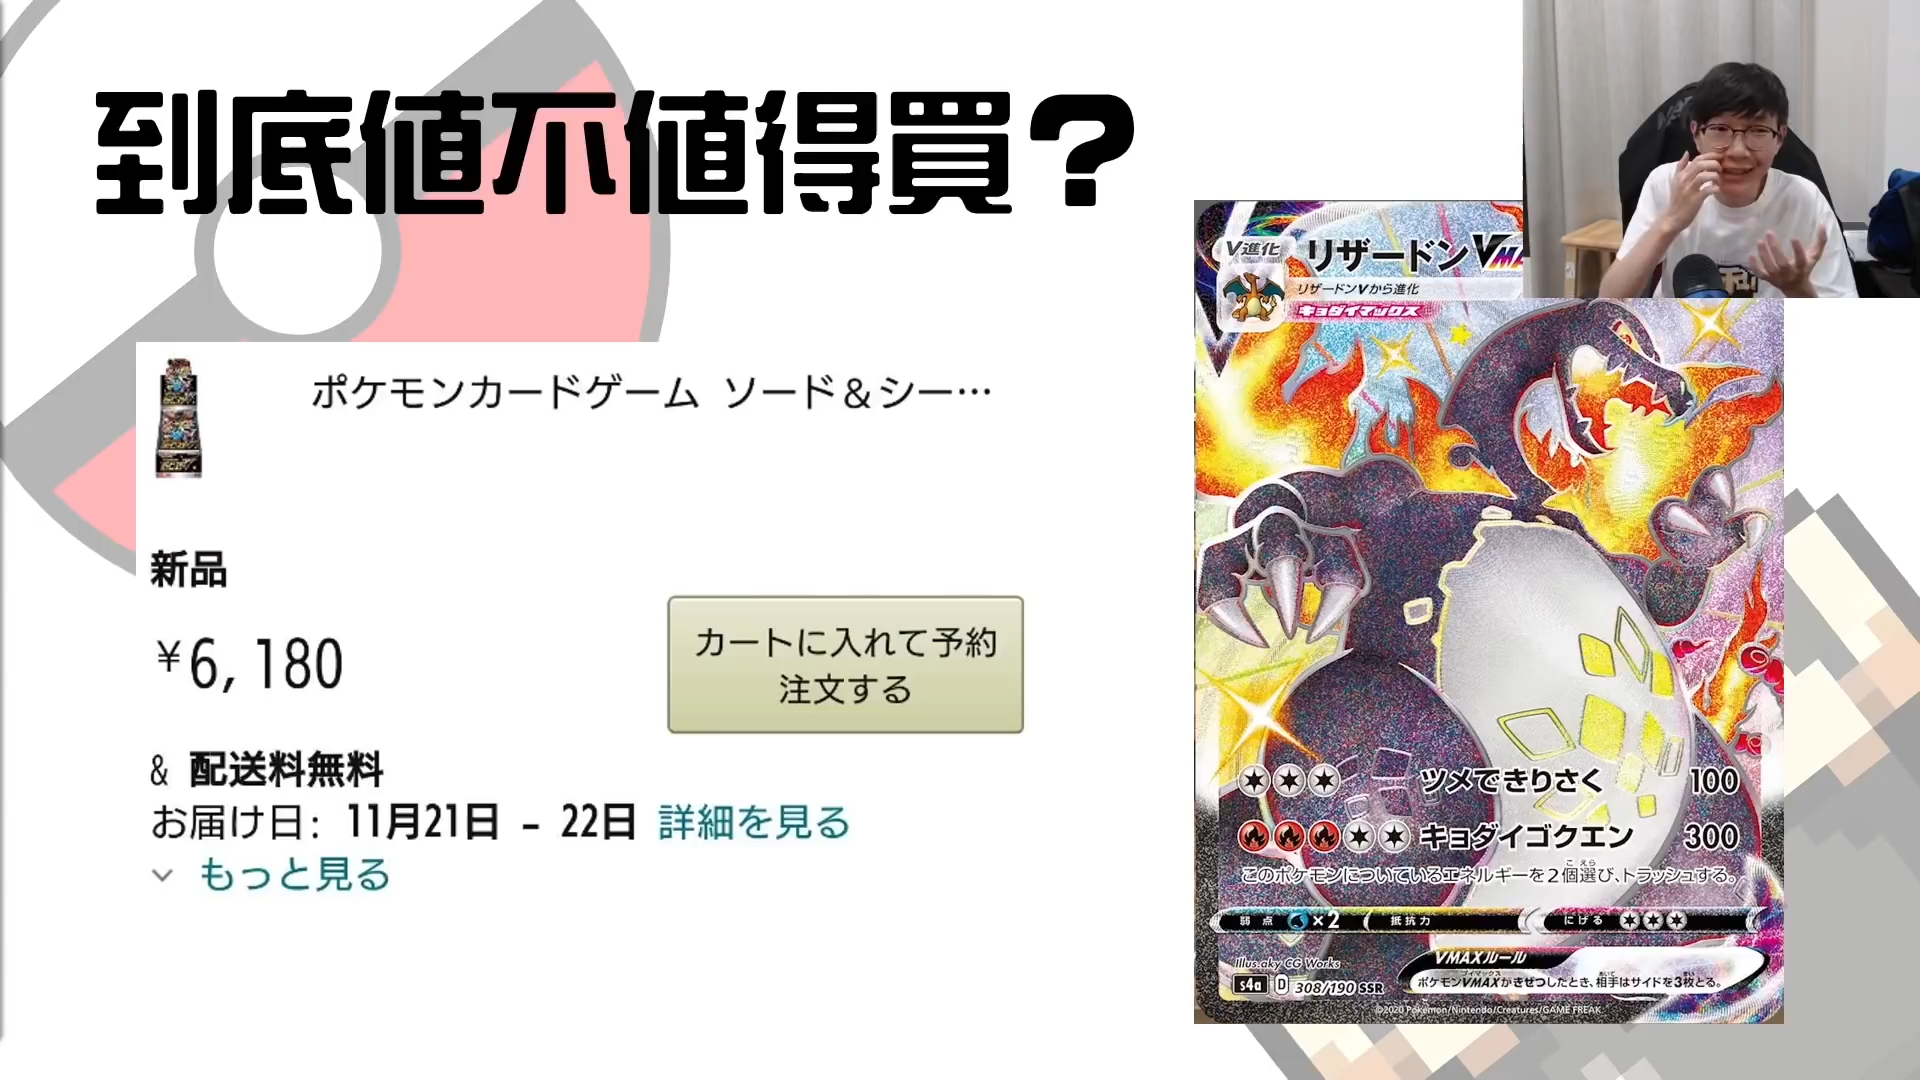 到底値不値得買？
V進化
リザードンVMA
リザードンVから進化
キョダイマックス
ポケモンカードゲーム ソード＆シー…
新品
￥6,180
カートに入れて予約
注文する
& 配送料無料
お届け日: 11月21日 - 22日 詳細を見る
もっと見る
ツメできりさく 100
キョダイゴクエン 300
このポケモンについているエネルギーを2個選び、トラッシュする。
弱点 ×2 抵抗力 にげる
Illus. aky CG Works
VMAXルール
ポケモンVMAXがきぜつしたとき、相手はサイドを3枚とる。
s4a D 308/190 SSR
©2020 Pokémon/Nintendo/Creatures/GAME FREAK